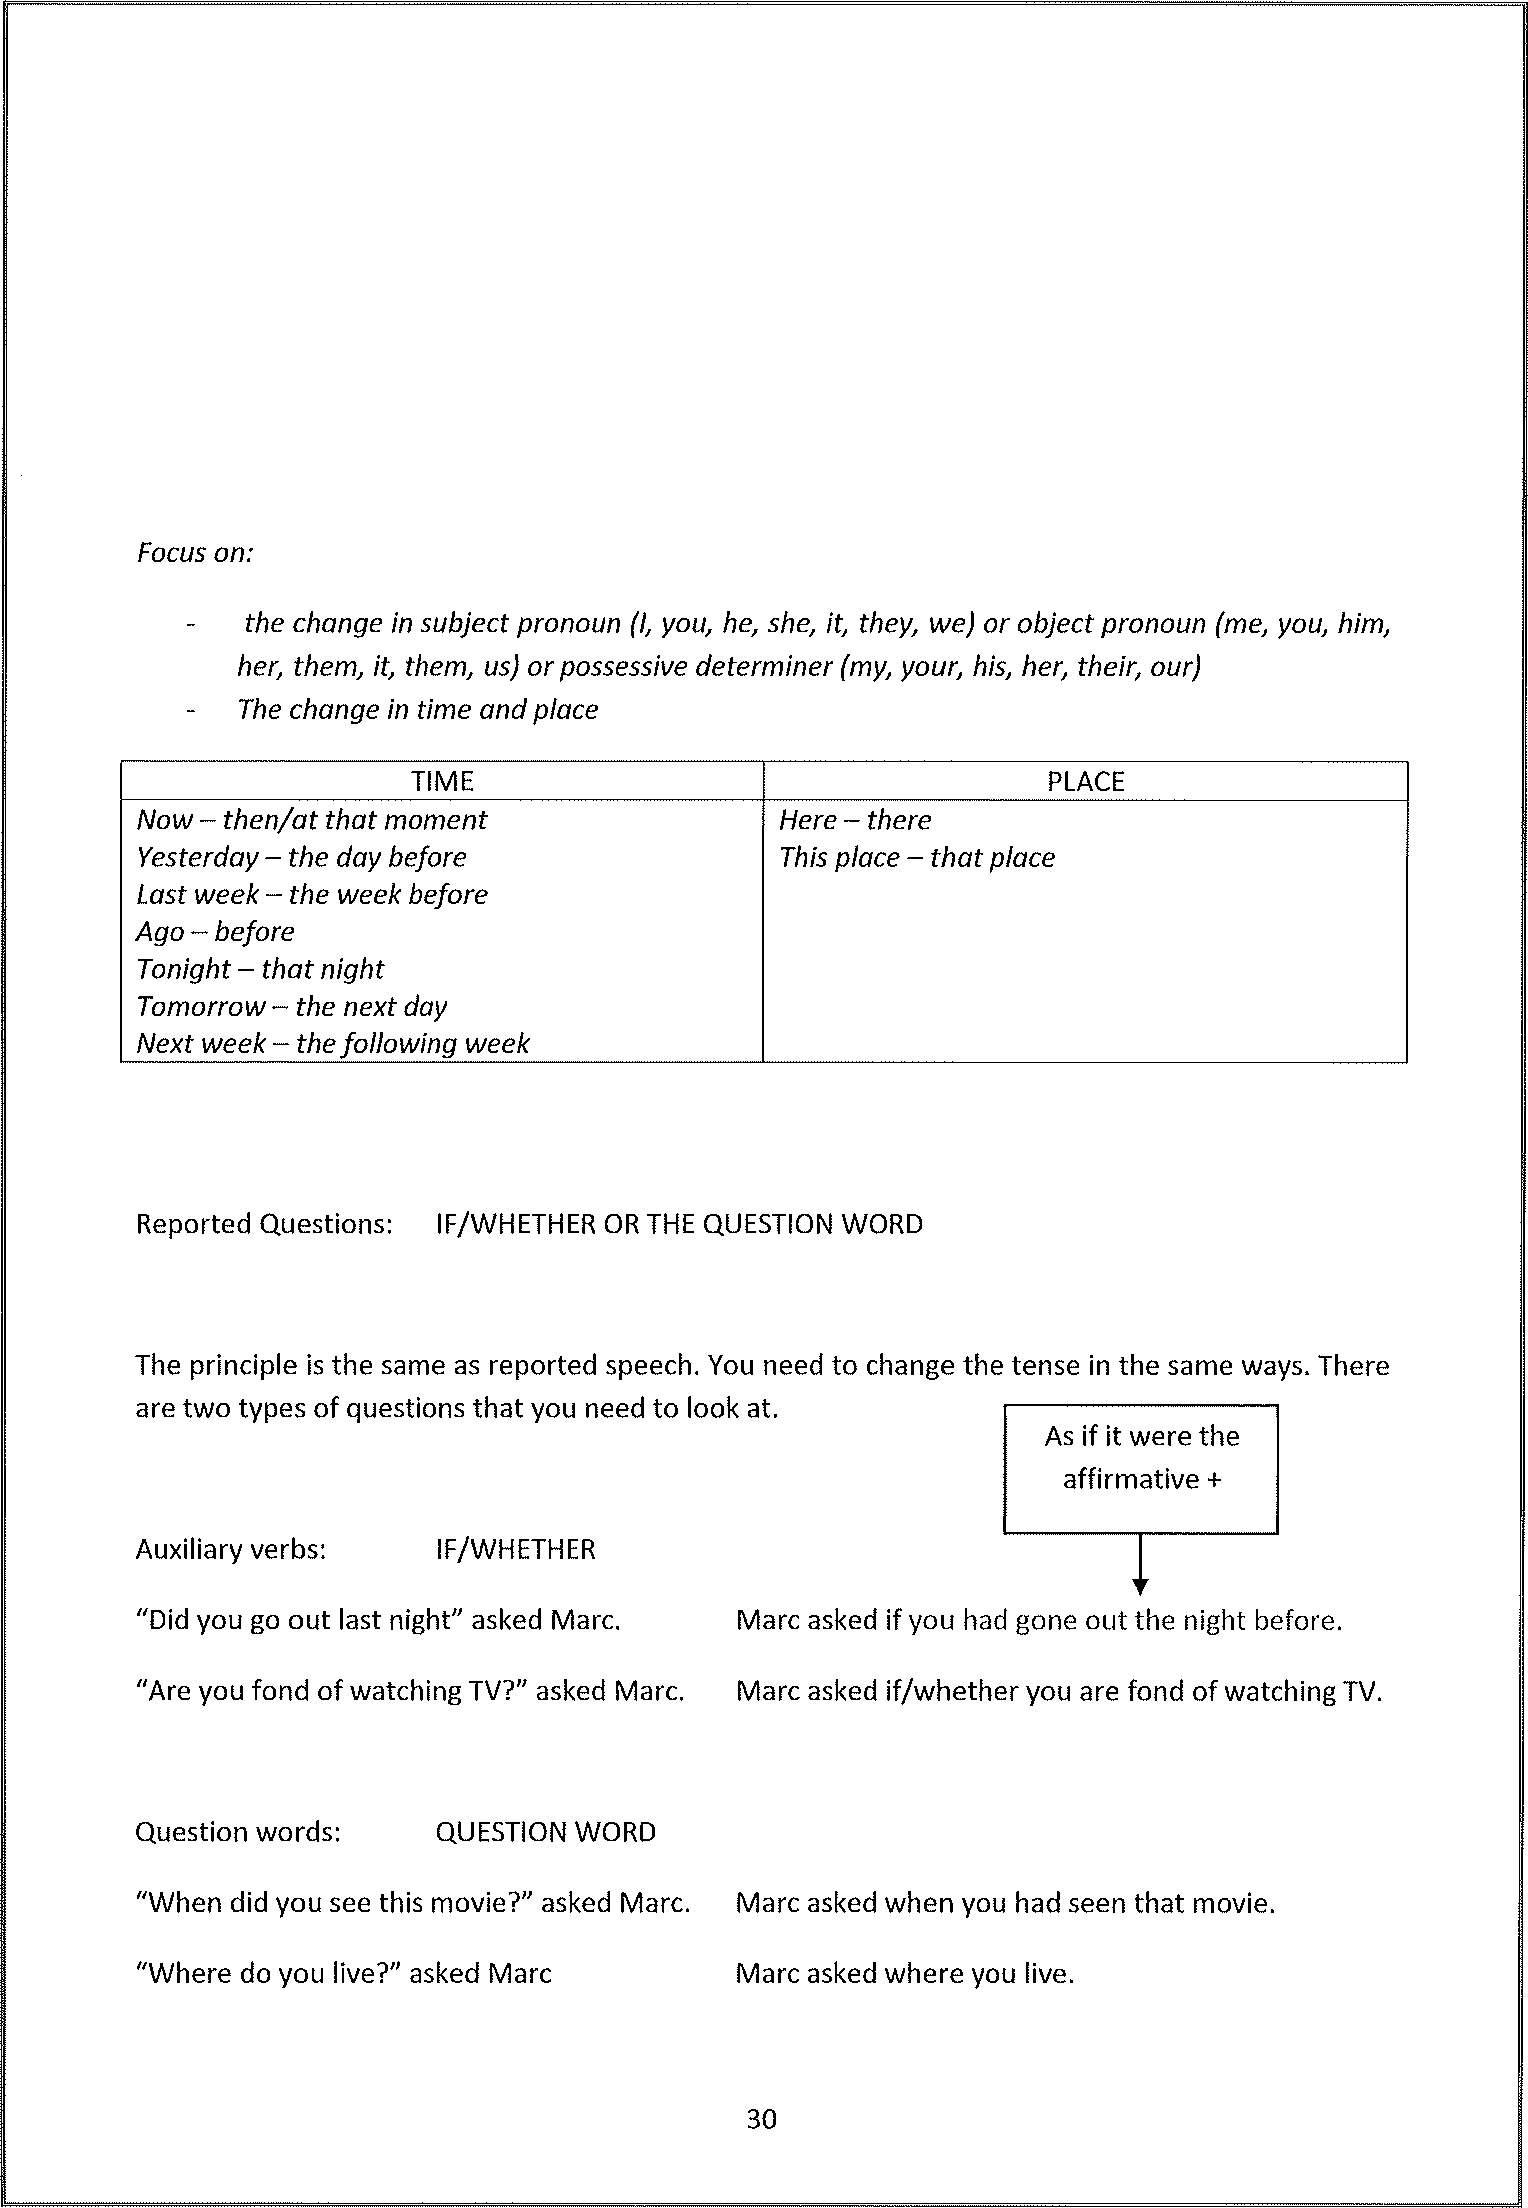 Focus on:
- the change in subject pronoun (I, you, he, she, it, they, we) or object pronoun (me, you, him,
her, them, it, them, us) or possessive determiner (my, your, his, her, their, our)
- The change in time and place
TIME PLACE
Now – then/at that moment Here – there
Yesterday – the day before This place – that place
Last week – the week before
Ago – before
Tonight – that night
Tomorrow – the next day
Next week – the following week
Reported Questions: IF/WHETHER OR THE QUESTION WORD
The principle is the same as reported speech. You need to change the tense in the same ways. There
are two types of questions that you need to look at.
As if it were the
affirmative +
Auxiliary verbs: IF/WHETHER
“Did you go out last night” asked Marc. Marc asked if you had gone out the night before.
“Are you fond of watching TV?” asked Marc. Marc asked if/whether you are fond of watching TV.
Question words: QUESTION WORD
“When did you see this movie?” asked Marc. Marc asked when you had seen that movie.
“Where do you live?” asked Marc Marc asked where you live.
30